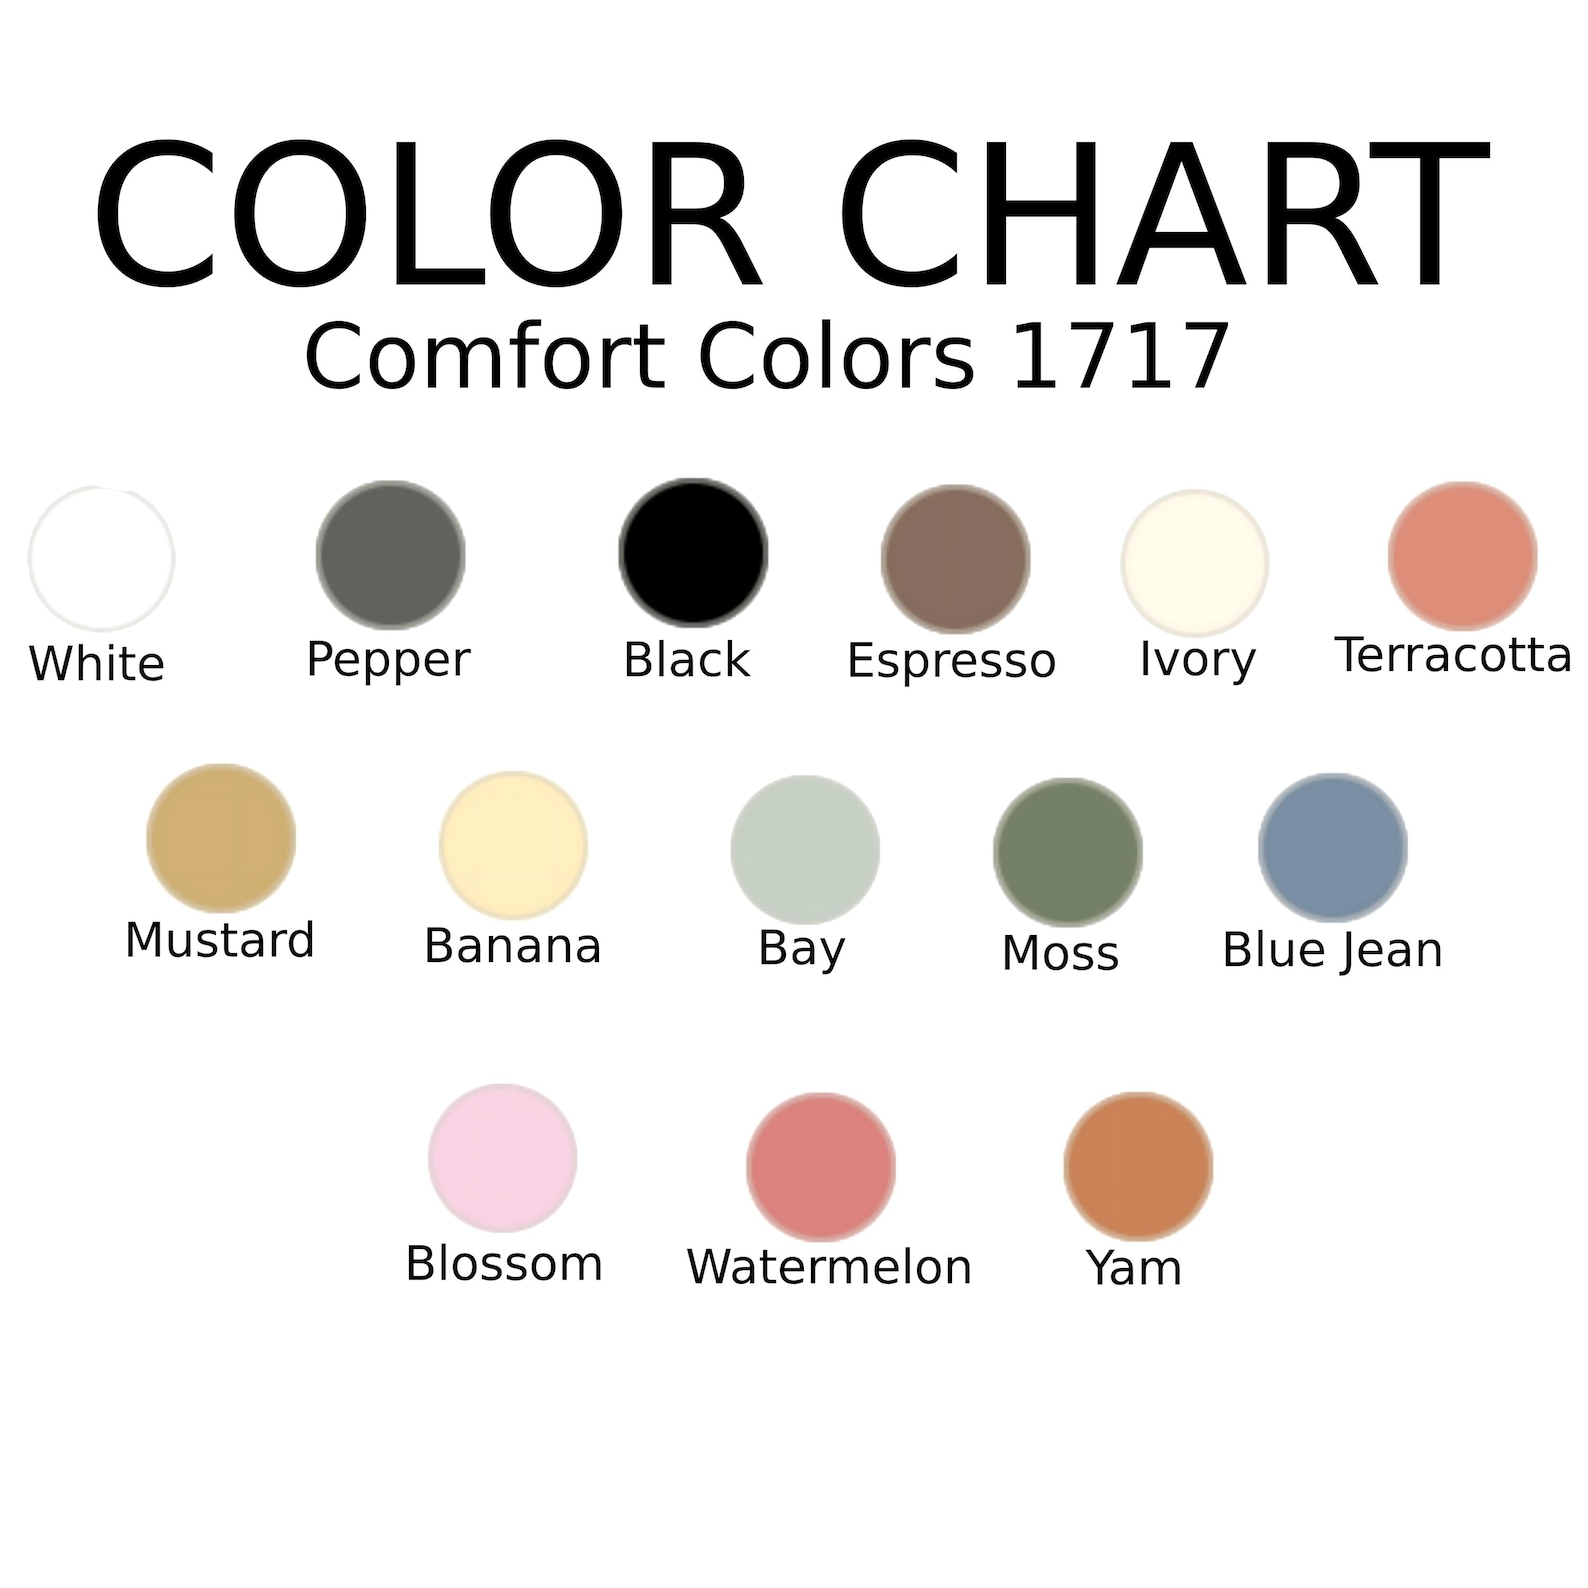 COLOR CHART
Comfort Colors 1717
White Pepper Black Espresso Ivory Terracotta
Mustard Banana Bay Moss Blue Jean
Blossom Watermelon Yam